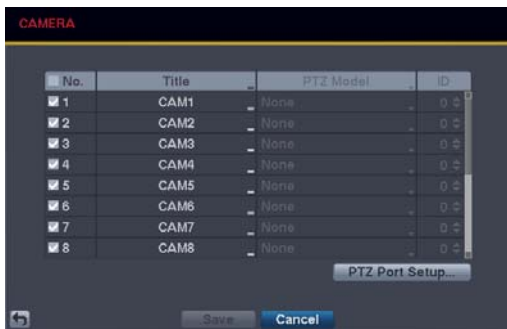 CAMERA
No. Title PTZ Model ID
1 CAM1 None 0
2 CAM2 None 0
3 CAM3 None 0
4 CAM4 None 0
5 CAM5 None 0
6 CAM6 None 0
7 CAM7 None 0
8 CAM8 None 0
PTZ Port Setup...
Save Cancel